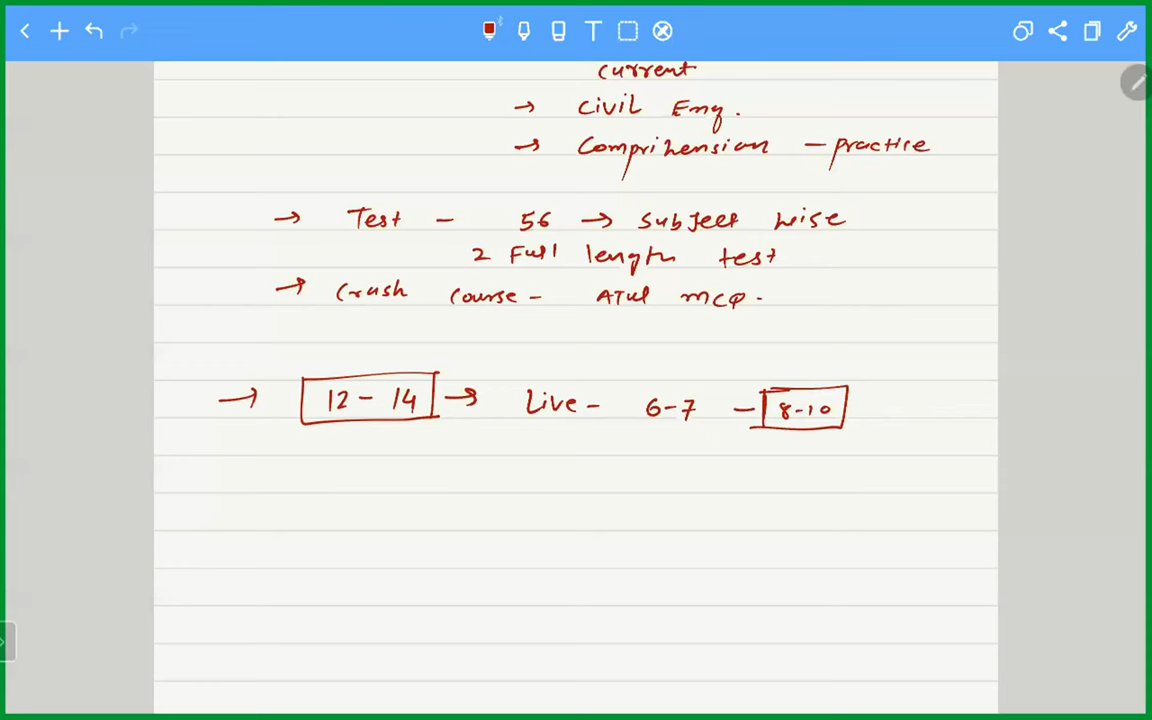 current
→ Civil Eng.
→ Comprihension - practice
→ Test - 56 → Subject wise
2 Full length test
→ Crash Course - ATul MCQ.
→ 12 - 14 → Live - 6-7 - 8-10